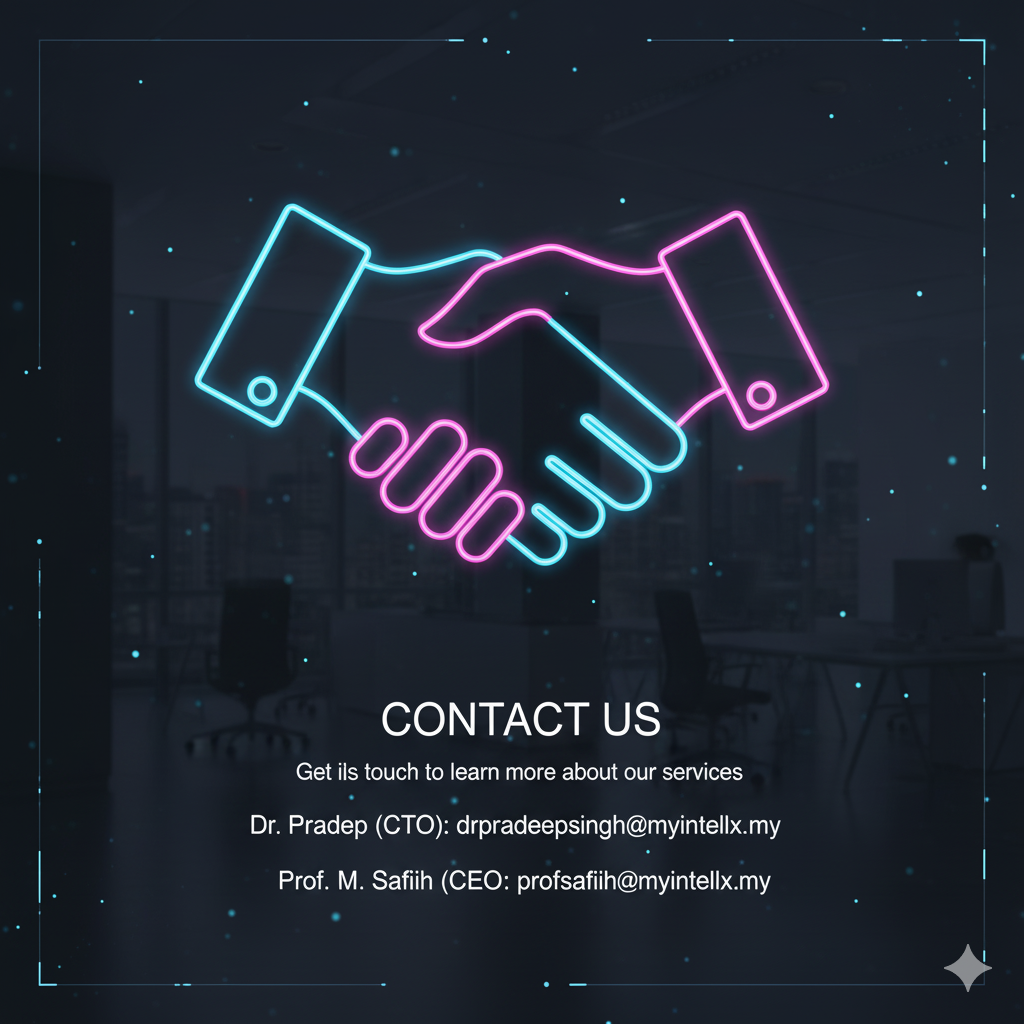 CONTACT US
Get ils touch to learn more about our services
Dr. Pradep (CTO): drpradeepsingh@myintellx.my
Prof. M. Safiih (CEO: profsafiih@myintellx.my